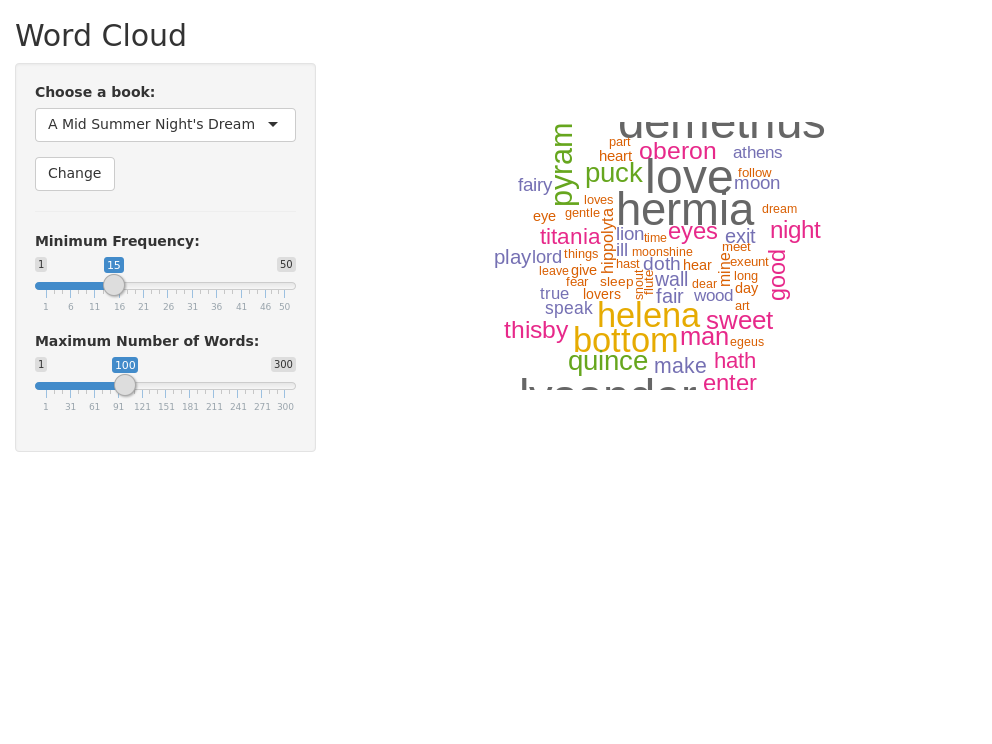 Word Cloud
Choose a book:
A Mid Summer Night's Dream
Change
Minimum Frequency:
1 15 50
1 6 11 16 21 26 31 36 41 46 50
Maximum Number of Words:
1 100 300
1 31 61 91 121 151 181 211 241 271 300
demetrius
pyram
part
heart
oberon
athens
puck
love
follow
fairy
moon
loves
hermia
eye
gentle
dream
hippolyta
titania
lion
time
eyes
exit
night
meet
play
lord
things
ill
moonshine
mine
exeunt
good
leave
give
hast
doth
hear
long
fear
sleep
snout
flute
wall
dear
day
true
lovers
fair
wood
speak
helena
art
thisby
sweet
bottom
man
egeus
quince
make
hath
lysander
enter